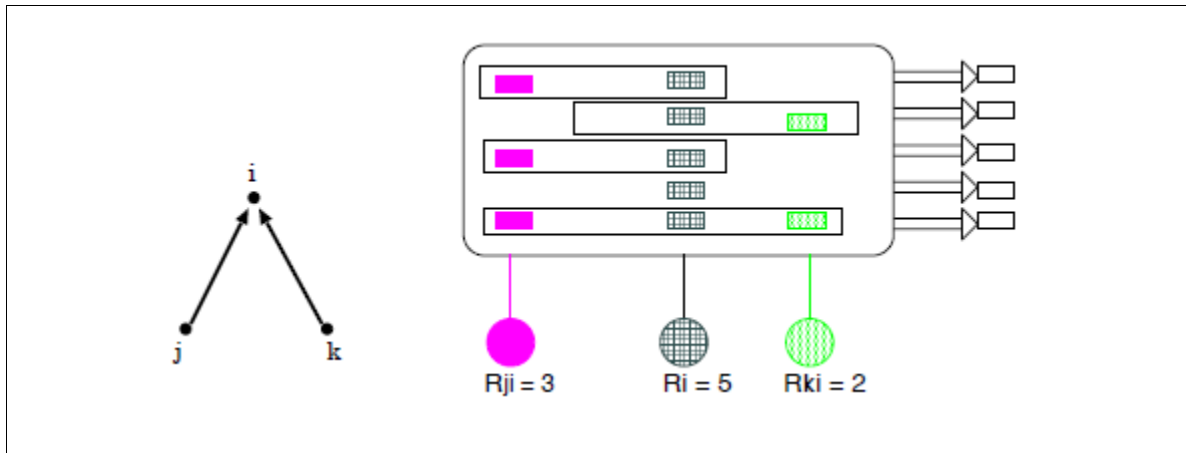 i
j
k
Rji = 3
Ri = 5
Rki = 2